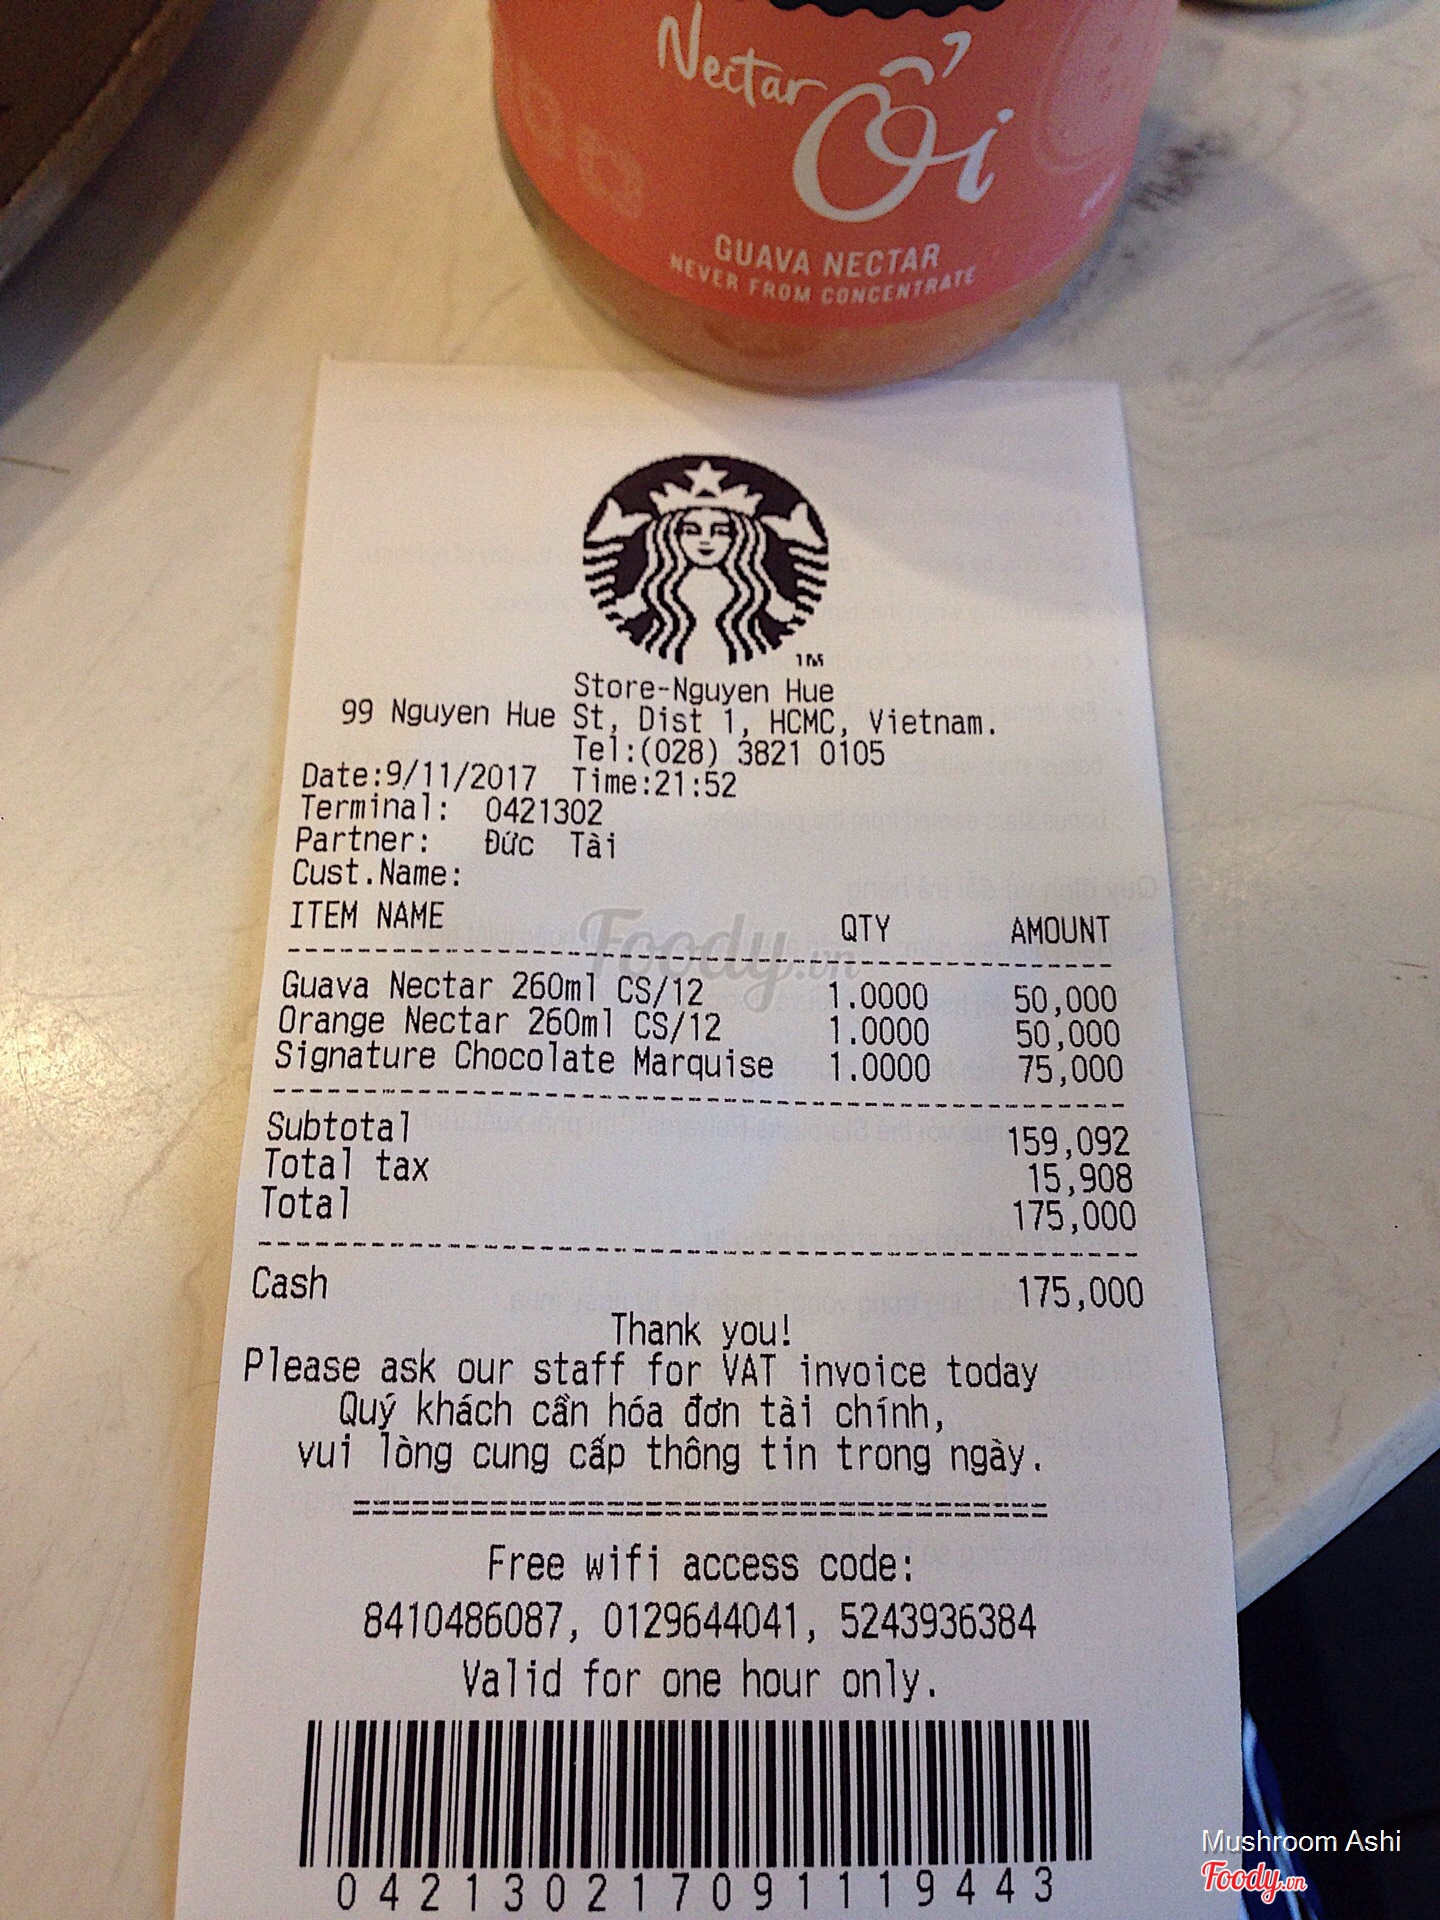 Nectar
Ổi
GUAVA NECTAR
NEVER FROM CONCENTRATE
TM
Store-Nguyen Hue
99 Nguyen Hue St, Dist 1, HCMC, Vietnam.
Tel:(028) 3821 0105
Date:9/11/2017 Time:21:52
Terminal: 0421302
Partner: Đức Tài
Cust.Name:
ITEM NAME QTY AMOUNT
Foody.vn
Guava Nectar 260ml CS/12 1.0000 50,000
Orange Nectar 260ml CS/12 1.0000 50,000
Signature Chocolate Marquise 1.0000 75,000
Subtotal 159,092
Total tax 15,908
Total 175,000
Cash 175,000
Thank you!
Please ask our staff for VAT invoice today
Quý khách cần hóa đơn tài chính,
vui lòng cung cấp thông tin trong ngày.
Free wifi access code:
8410486087, 0129644041, 5243936384
Valid for one hour only.
0421302170911119443
Mushroom Ashi
Foody.vn